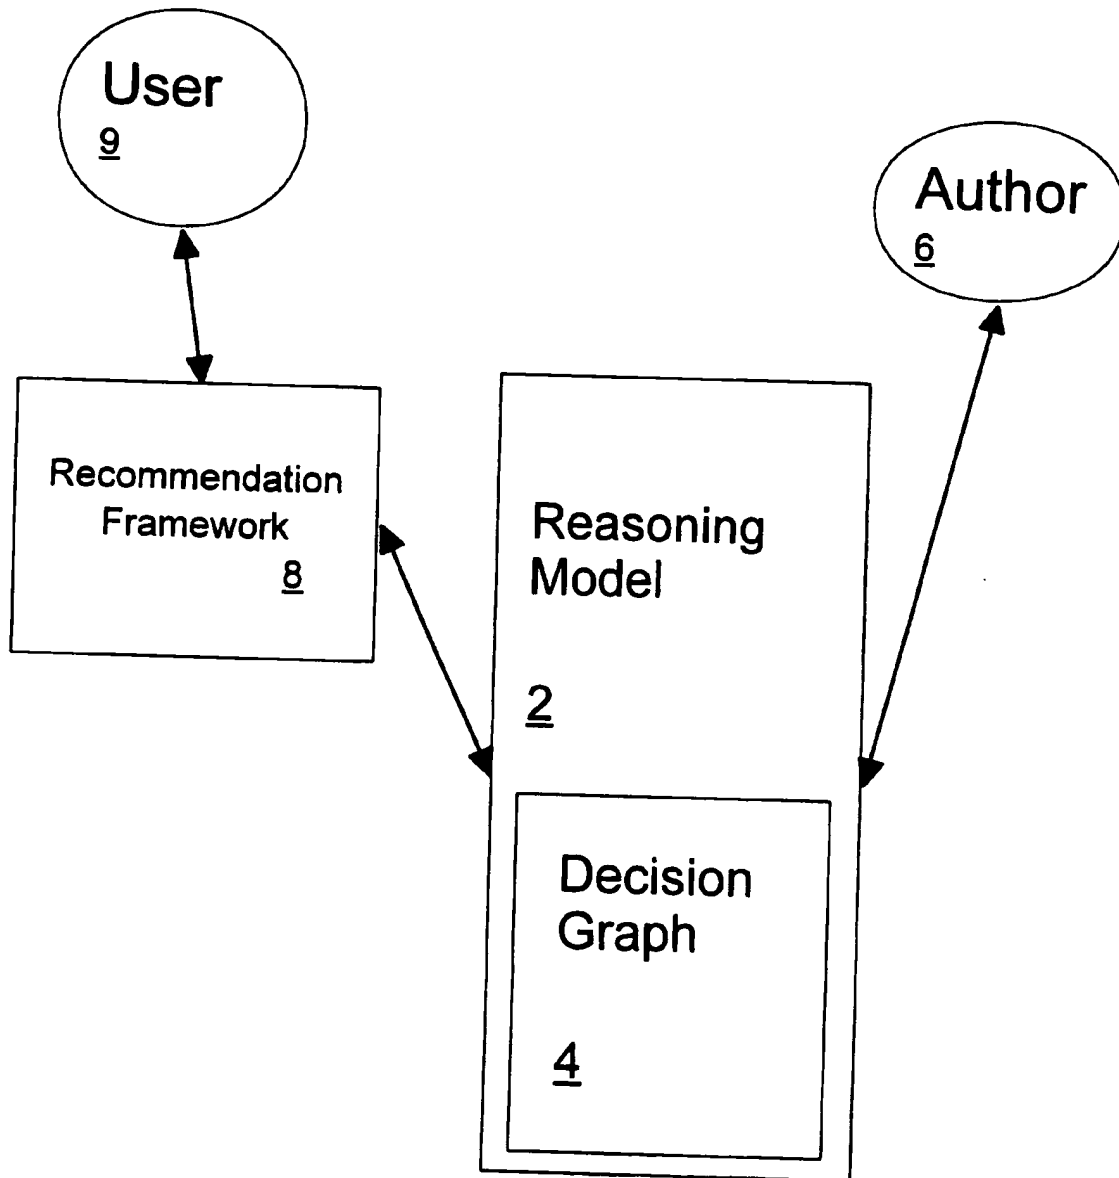 User
9
Author
6
Recommendation
Framework
8
Reasoning
Model
2
Decision
Graph
4